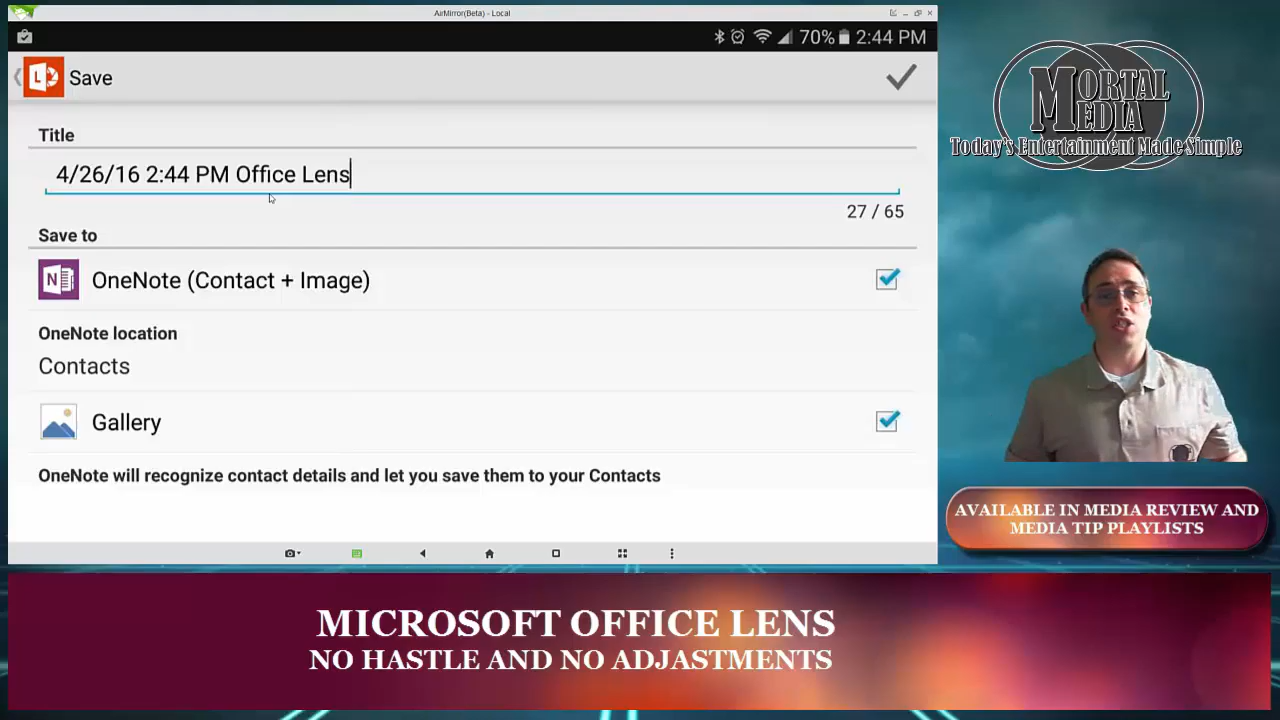 AirMirror(Beta) - Local
70% 2:44 PM
Save
Title
4/26/16 2:44 PM Office Lens
27 / 65
Save to
OneNote (Contact + Image)
OneNote location
Contacts
Gallery
OneNote will recognize contact details and let you save them to your Contacts
MORTAL
MEDIA
Today's Entertainment Made Simple
AVAILABLE IN MEDIA REVIEW AND
MEDIA TIP PLAYLISTS
MICROSOFT OFFICE LENS
NO HASTLE AND NO ADJASTMENTS